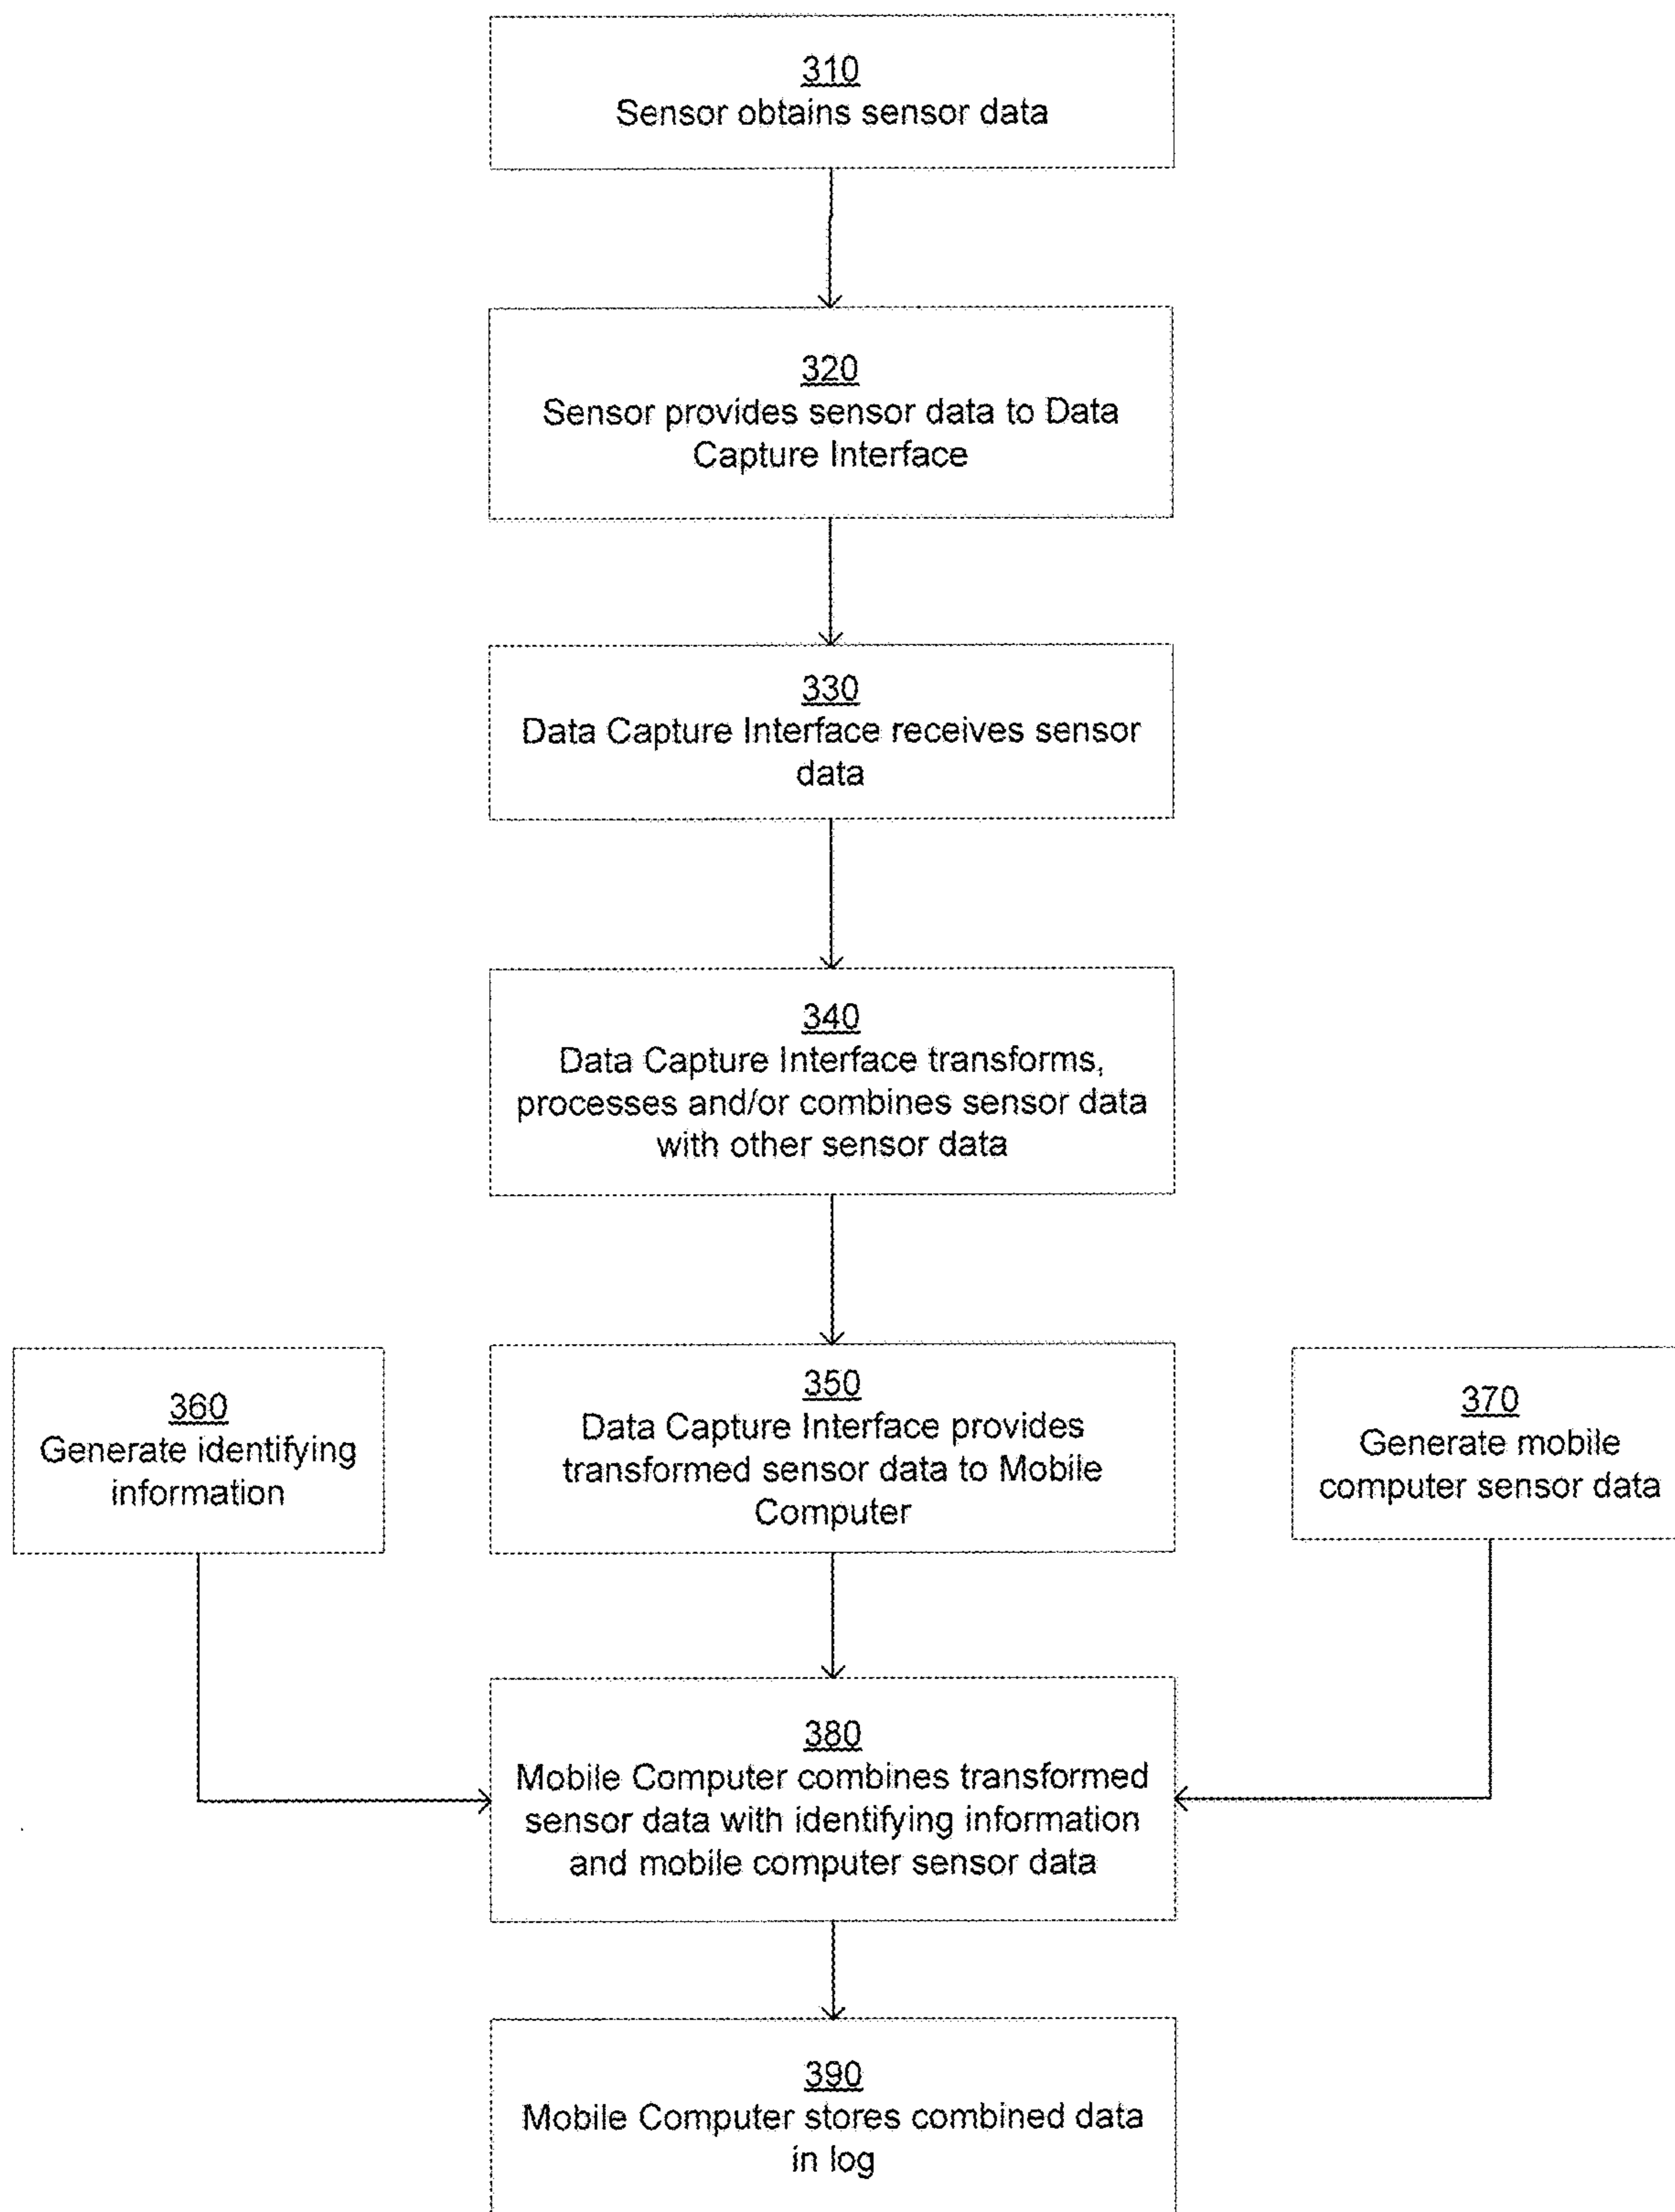 310
Sensor obtains sensor data
320
Sensor provides sensor data to Data
Capture Interface
330
Data Capture Interface receives sensor
data
340
Data Capture Interface transforms,
processes and/or combines sensor data
with other sensor data
360
Generate identifying
information
350
Data Capture Interface provides
transformed sensor data to Mobile
Computer
370
Generate mobile
computer sensor data
380
Mobile Computer combines transformed
sensor data with identifying information
and mobile computer sensor data
390
Mobile Computer stores combined data
in log